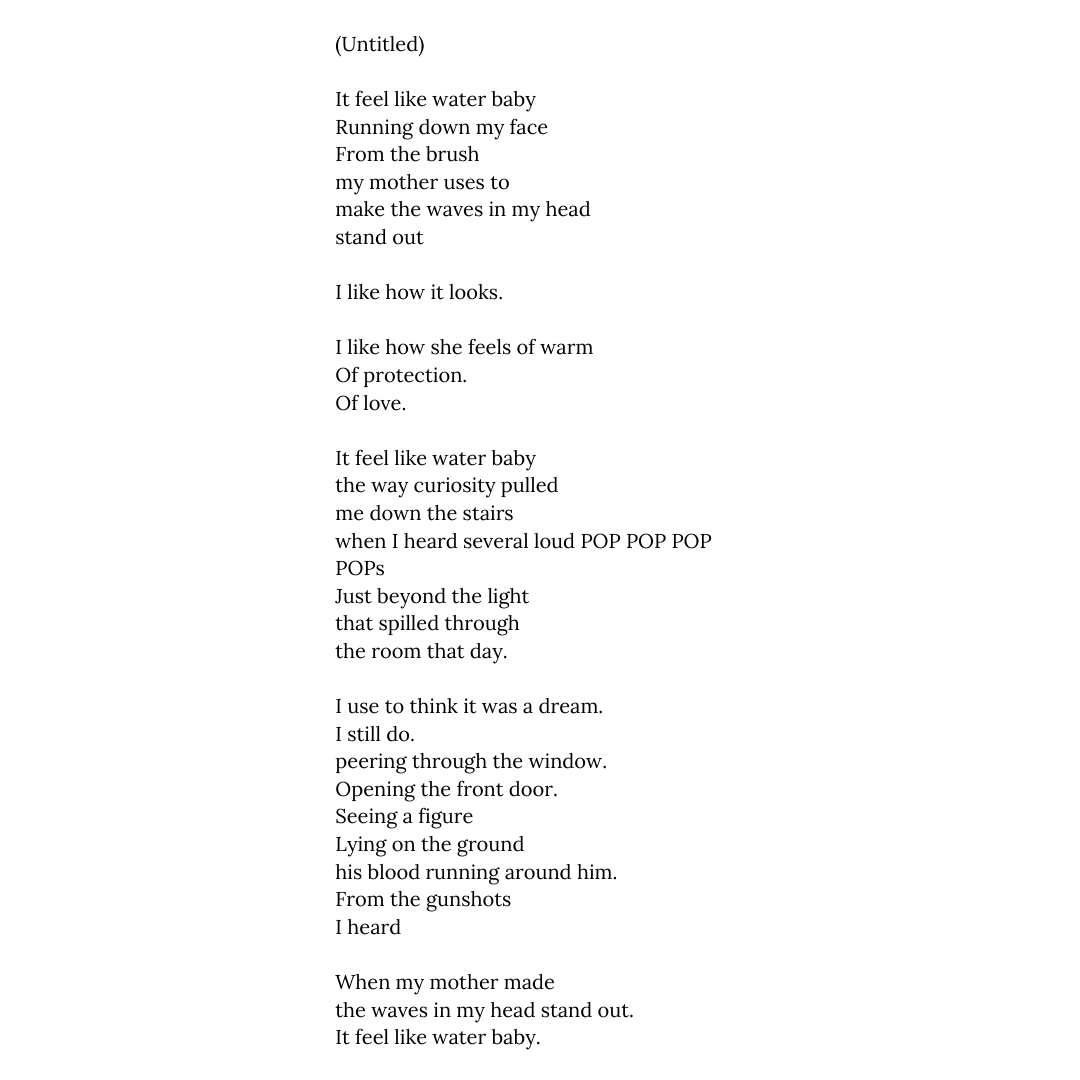 (Untitled)
It feel like water baby
Running down my face
From the brush
my mother uses to
make the waves in my head
stand out
I like how it looks.
I like how she feels of warm
Of protection.
Of love.
It feel like water baby
the way curiosity pulled
me down the stairs
when I heard several loud POP POP POP
POPs
Just beyond the light
that spilled through
the room that day.
I use to think it was a dream.
I still do.
peering through the window.
Opening the front door.
Seeing a figure
Lying on the ground
his blood running around him.
From the gunshots
I heard
When my mother made
the waves in my head stand out.
It feel like water baby.